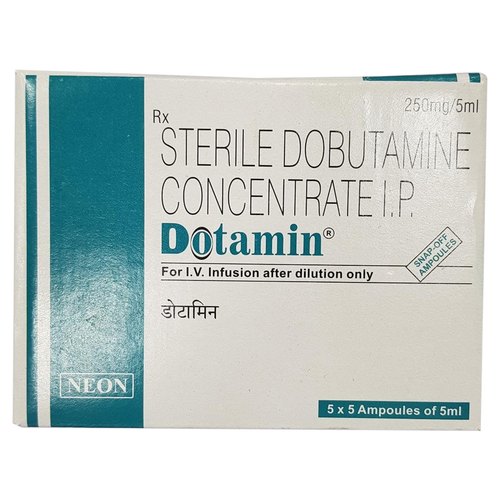 250mg/5ml
Rx
STERILE DOBUTAMINE
CONCENTRATE I.P.
Dotamin®
SNAP-OFF
AMPOULES
For I.V. Infusion after dilution only
डोटामिन
NEON
5 x 5 Ampoules of 5ml